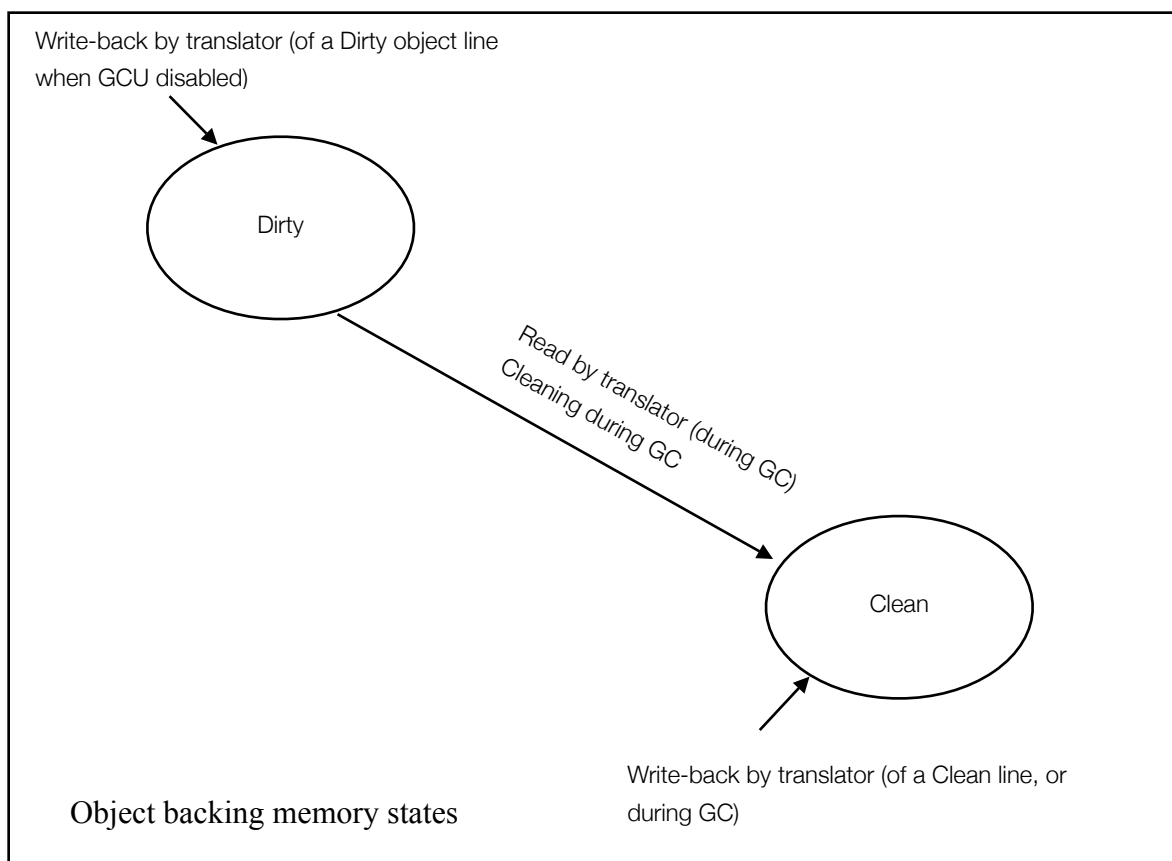 Write-back by translator (of a Dirty object line
when GCU disabled)
Dirty
Read by translator (during GC)
Cleaning during GC
Clean
Write-back by translator (of a Clean line, or
during GC)
Object backing memory states